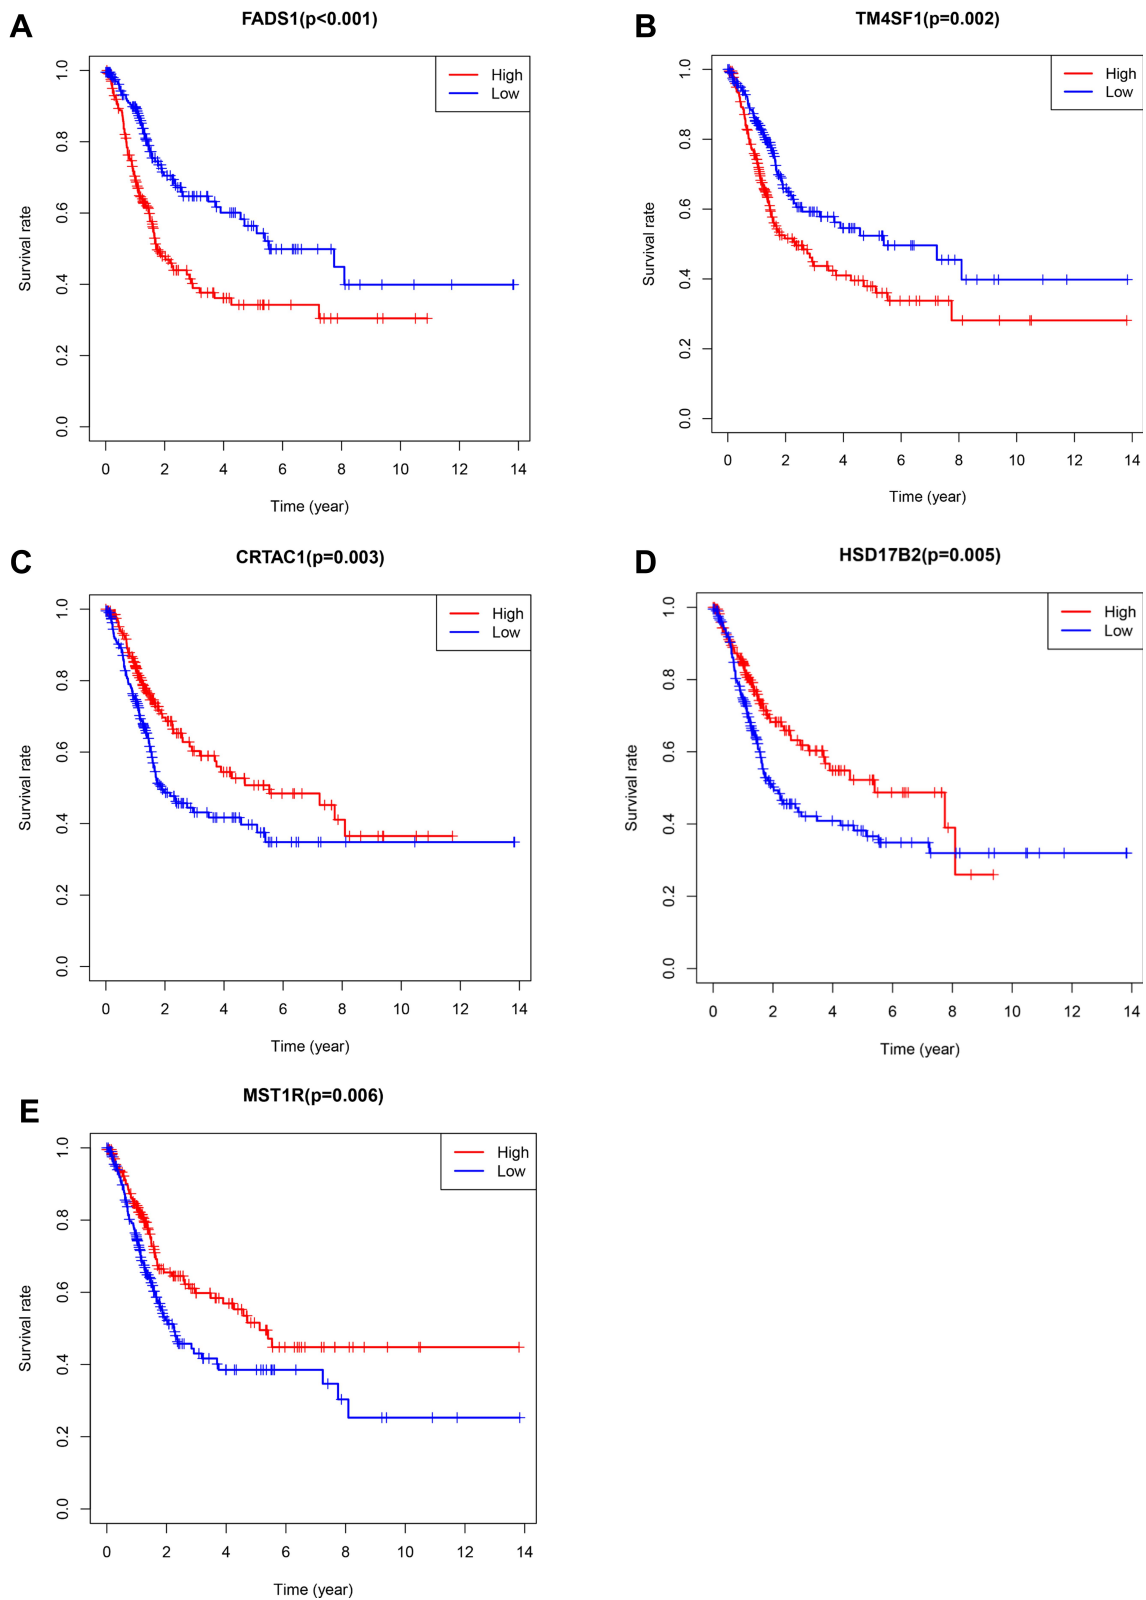 A
FADS1(p<0.001)
High
Low
Survival rate
0.0 0.2 0.4 0.6 0.8 1.0
0 2 4 6 8 10 12 14
Time (year)
B
TM4SF1(p=0.002)
High
Low
Survival rate
0.0 0.2 0.4 0.6 0.8 1.0
0 2 4 6 8 10 12 14
Time (year)
C
CRTAC1(p=0.003)
High
Low
Survival rate
0.0 0.2 0.4 0.6 0.8 1.0
0 2 4 6 8 10 12 14
Time (year)
D
HSD17B2(p=0.005)
High
Low
Survival rate
0.0 0.2 0.4 0.6 0.8 1.0
0 2 4 6 8 10 12 14
Time (year)
E
MST1R(p=0.006)
High
Low
Survival rate
0.0 0.2 0.4 0.6 0.8 1.0
0 2 4 6 8 10 12 14
Time (year)